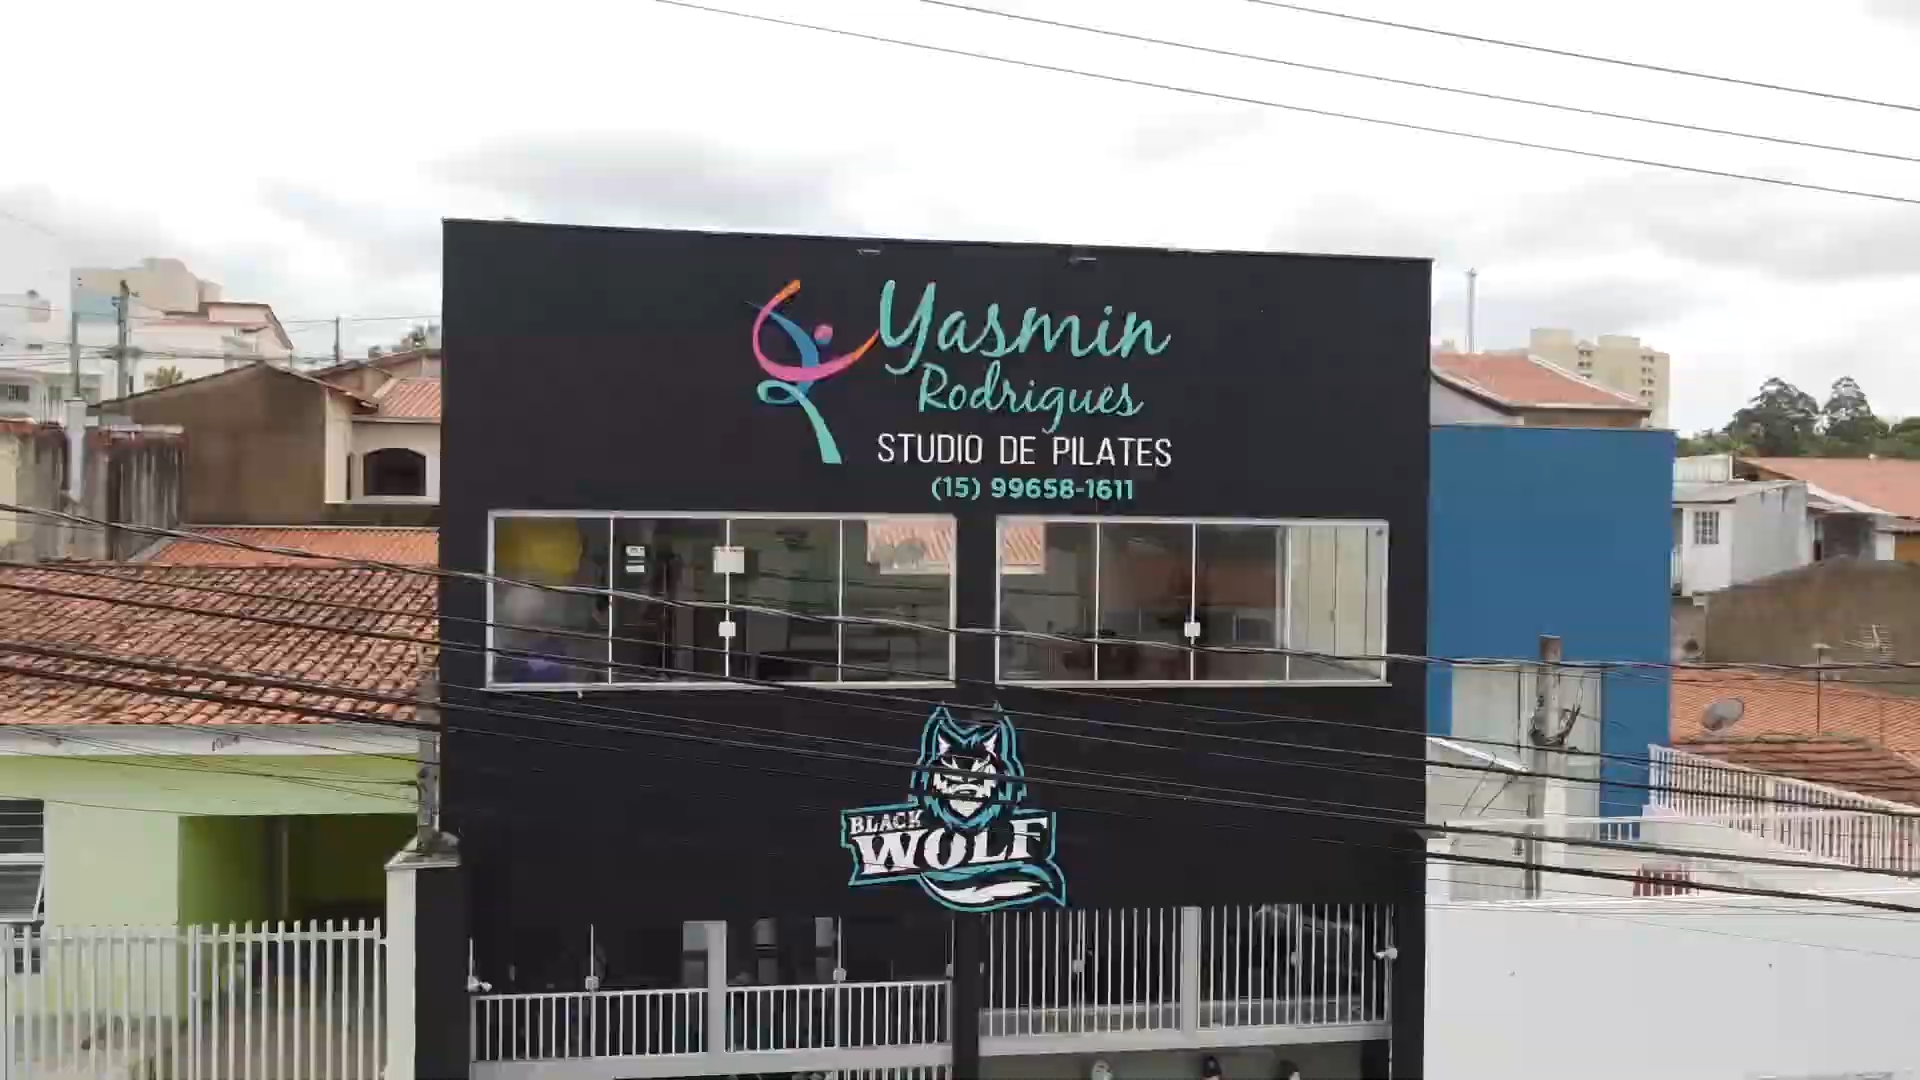 Yasmin
Rodrigues
STUDIO DE PILATES
(15) 99658-1611
BLACK
WOLF